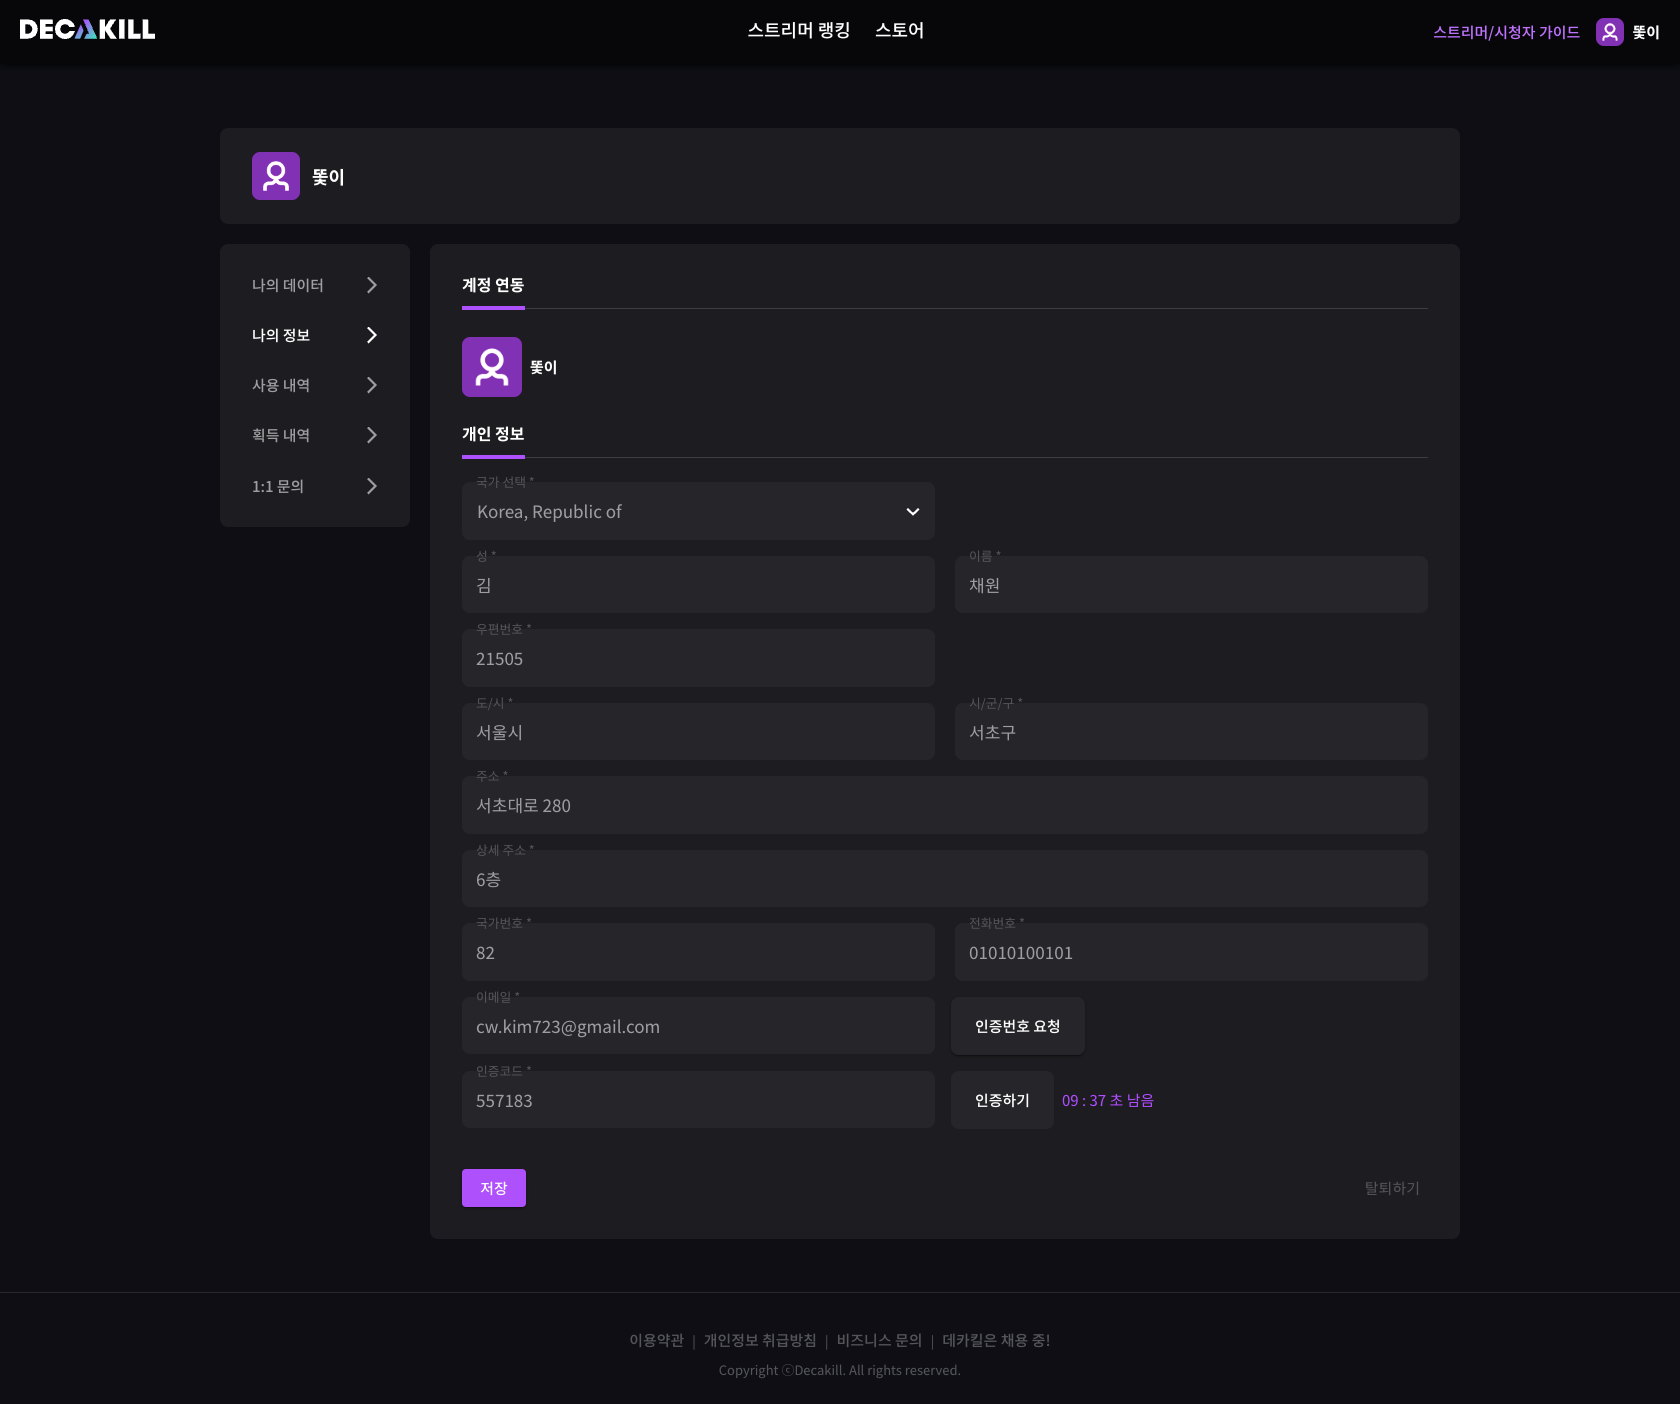 DECAKILL
스트리머 랭킹 스토어
스트리머/시청자 가이드 뚳이
뚳이
나의 데이터
나의 정보
사용 내역
획득 내역
1:1 문의
계정 연동
뚳이
개인 정보
국가 선택 *
Korea, Republic of
성 * 이름 *
김 채원
우편번호 *
21505
도/시 * 시/군/구 *
서울시 서초구
주소 *
서초대로 280
상세 주소 *
6층
국가번호 * 전화번호 *
82 01010100101
이메일 *
cw.kim723@gmail.com 인증번호 요청
인증코드 *
557183 인증하기 09 : 37 초 남음
저장 탈퇴하기
이용약관 | 개인정보 취급방침 | 비즈니스 문의 | 데카킬은 채용 중!
Copyright ⓒDecakill. All rights reserved.